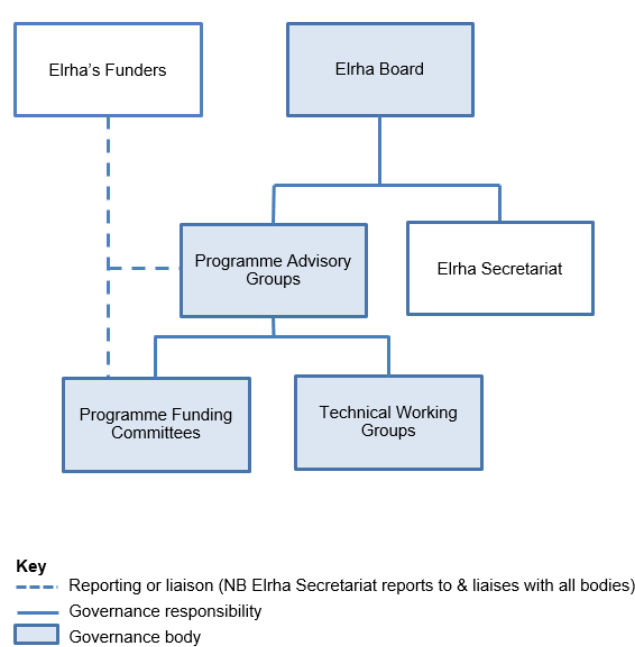 Elrha’s Funders
Elrha Board
Programme Advisory
Groups
Elrha Secretariat
Programme Funding
Committees
Technical Working
Groups
Key
Reporting or liaison (NB Elrha Secretariat reports to & liaises with all bodies)
Governance responsibility
Governance body